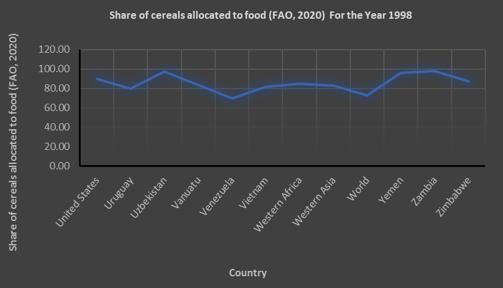 Share of cereals allocated to food (FAO, 2020)  For the Year 1998
Share of cereals allocated to food (FAO, 2020)
120.00
100.00
80.00
60.00
40.00
20.00
0.00
United States
Uruguay
Uzbekistan
Vanuatu
Venezuela
Vietnam
Western Africa
Western Asia
World
Yemen
Zambia
Zimbabwe
Country